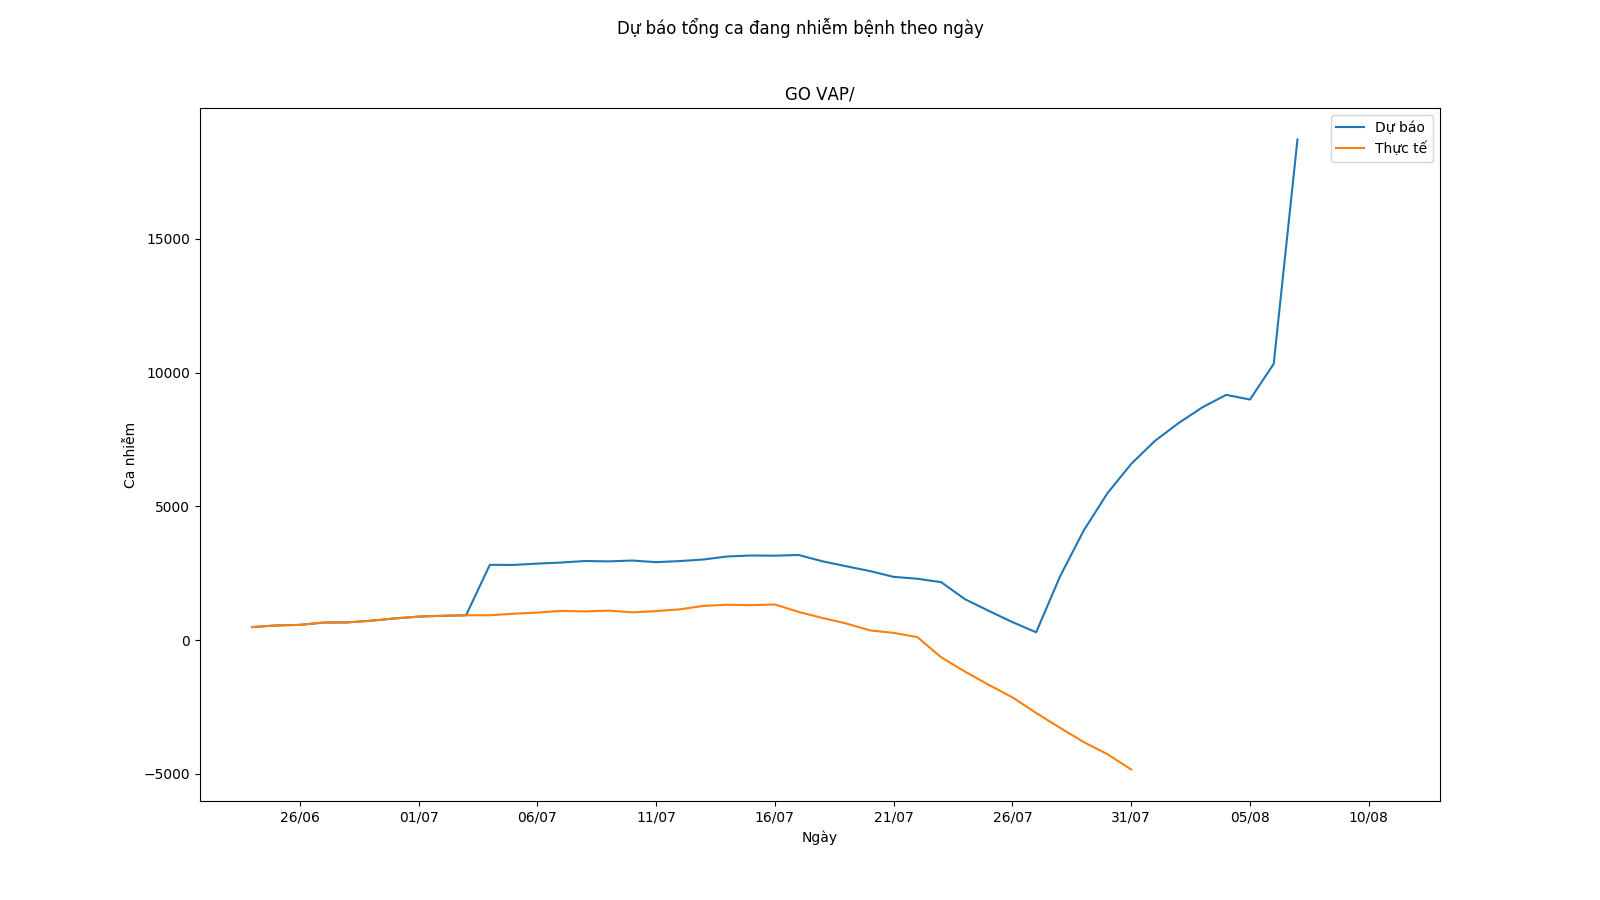 Dự báo tổng ca đang nhiễm bệnh theo ngày
GO VAP/
Dự báo
Thực tế
15000
10000
5000
0
−5000
Ca nhiễm
26/06 01/07 06/07 11/07 16/07 21/07 26/07 31/07 05/08 10/08
Ngày